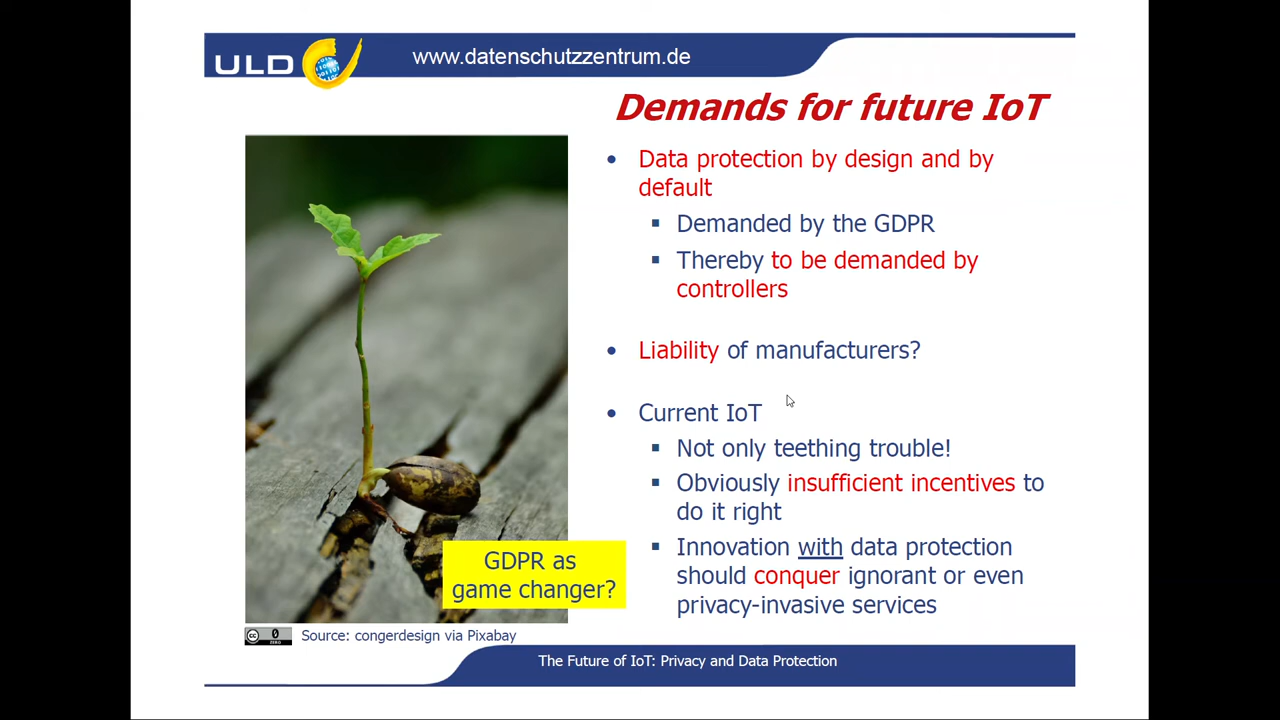 ULD
www.datenschutzzentrum.de
Demands for future IoT
• Data protection by design and by
default
▪ Demanded by the GDPR
▪ Thereby to be demanded by
controllers
• Liability of manufacturers?
• Current IoT
▪ Not only teething trouble!
▪ Obviously insufficient incentives to
do it right
▪ Innovation with data protection
should conquer ignorant or even
privacy-invasive services
GDPR as
game changer?
cc 0 ZERO
Source: congerdesign via Pixabay
The Future of IoT: Privacy and Data Protection